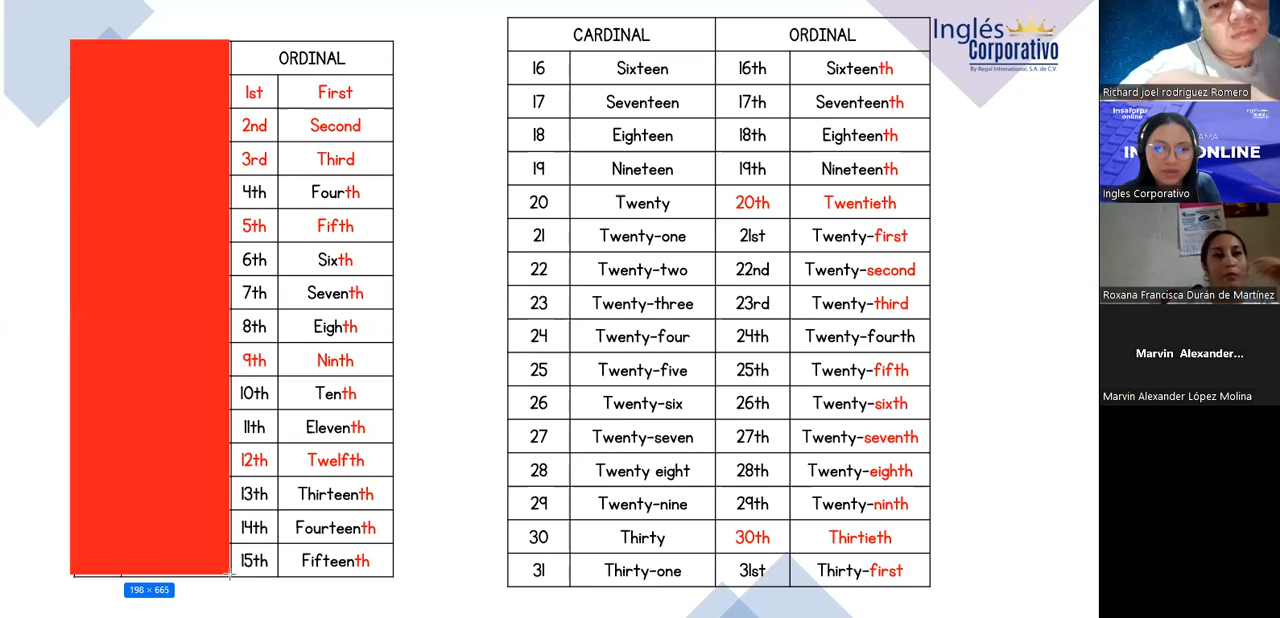 ORDINAL
1st First
2nd Second
3rd Third
4th Fourth
5th Fifth
6th Sixth
7th Seventh
8th Eighth
9th Ninth
10th Tenth
11th Eleventh
12th Twelfth
13th Thirteenth
14th Fourteenth
15th Fifteenth
198 × 665
CARDINAL ORDINAL
16 Sixteen 16th Sixteenth
17 Seventeen 17th Seventeenth
18 Eighteen 18th Eighteenth
19 Nineteen 19th Nineteenth
20 Twenty 20th Twentieth
21 Twenty-one 21st Twenty-first
22 Twenty-two 22nd Twenty-second
23 Twenty-three 23rd Twenty-third
24 Twenty-four 24th Twenty-fourth
25 Twenty-five 25th Twenty-fifth
26 Twenty-six 26th Twenty-sixth
27 Twenty-seven 27th Twenty-seventh
28 Twenty eight 28th Twenty-eighth
29 Twenty-nine 29th Twenty-ninth
30 Thirty 30th Thirtieth
31 Thirty-one 31st Thirty-first
Inglés
Corporativo
By Regal International, S.A. de C.V.
Richard joel rodriguez Romero
Insaforp
online
ONLINE
Ingles Corporativo
Roxana Francisca Durán de Martínez
Marvin Alexander...
Marvin Alexander López Molina